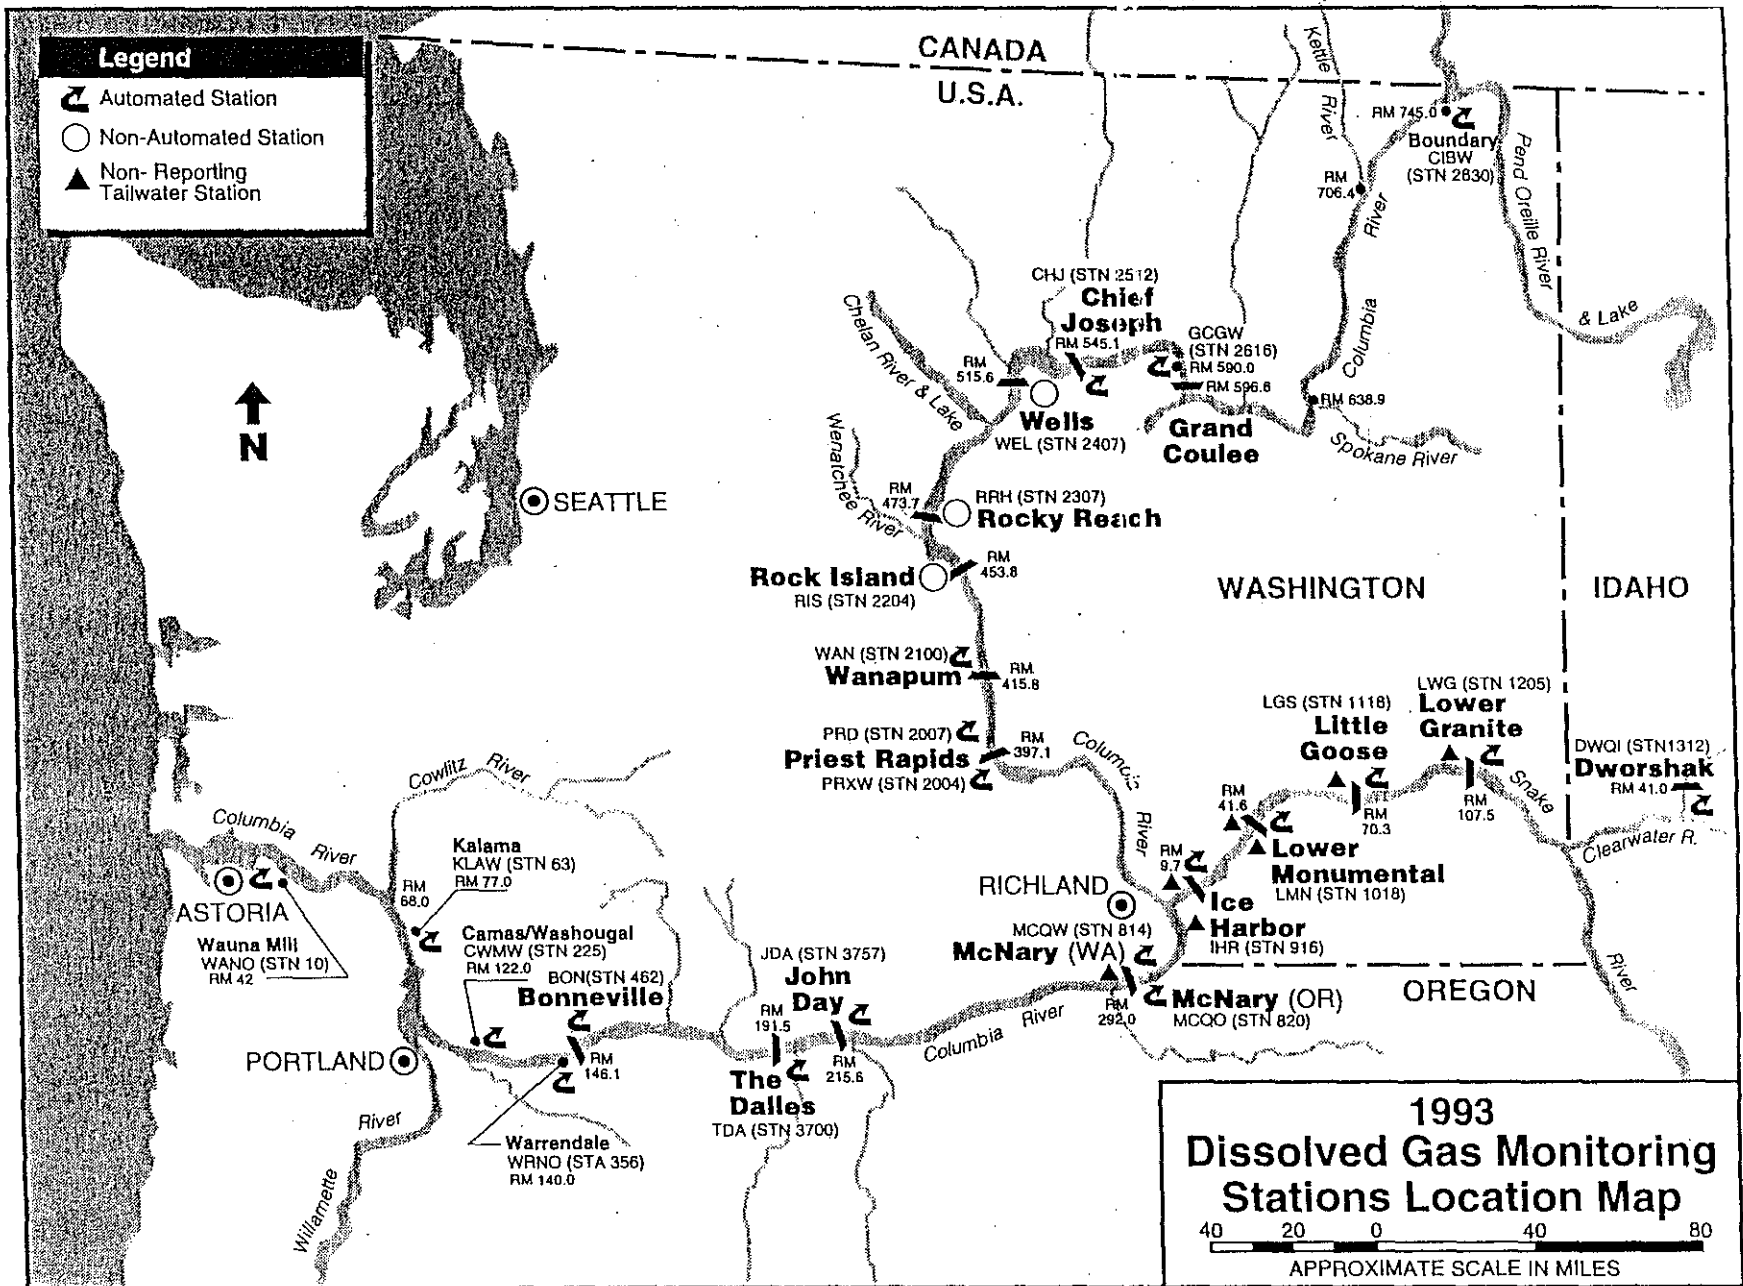 Legend
Automated Station
Non-Automated Station
Non- Reporting
Tailwater Station
CANADA
U.S.A.
Kettle
River
RM 745.0
Boundary
CIBW
(STN 2830)
Pend Oreille River
& Lake
RM
706.4
River
Columbia
RM 638.9
Spokane River
CHJ (STN 2512)
Chief
Joseph
RM 545.1
GCGW
(STN 2616)
RM 590.0
RM 596.6
Grand
Coulee
RM
515.6
Wells
WEL (STN 2407)
Chelan River & Lake
Wenatchee River
RM
473.7
RRH (STN 2307)
Rocky Reach
RM
453.8
Rock Island
RIS (STN 2204)
N
SEATTLE
WASHINGTON
IDAHO
WAN (STN 2100)
Wanapum
RM
415.8
PRD (STN 2007)
Priest Rapids
PRXW (STN 2004)
RM
397.1
Columbia
River
LGS (STN 1118)
Little
Goose
RM
70.3
LWG (STN 1205)
Lower
Granite
RM
107.5
Snake
River
DWQI (STN1312)
Dworshak
RM 41.0
Clearwater R.
RM
41.6
Lower
Monumental
LMN (STN 1018)
RM
9.7
Ice
Harbor
IHR (STN 916)
RICHLAND
MCQW (STN 814)
McNary (WA)
RM
292.0
McNary (OR)
MCQO (STN 820)
OREGON
Cowlitz River
Columbia
River
ASTORIA
Wauna Mill
WANO (STN 10)
RM 42
RM
68.0
Kalama
KLAW (STN 63)
RM 77.0
Camas/Washougal
CWMW (STN 225)
RM 122.0
BON(STN 462)
Bonneville
RM
146.1
Warrendale
WRNO (STA 356)
RM 140.0
PORTLAND
River
Willamette
JDA (STN 3757)
John
Day
RM
215.6
RM
191.5
The
Dalles
TDA (STN 3700)
Columbia River
1993
Dissolved Gas Monitoring
Stations Location Map
40 20 0 40 80
APPROXIMATE SCALE IN MILES